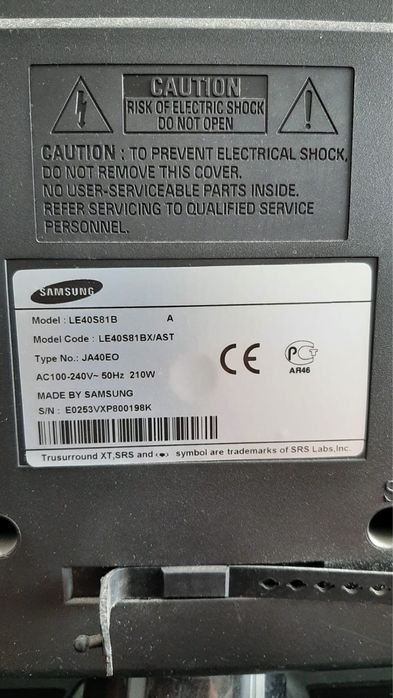 CAUTION
RISK OF ELECTRIC SHOCK
DO NOT OPEN
CAUTION : TO PREVENT ELECTRICAL SHOCK,
DO NOT REMOVE THIS COVER.
NO USER-SERVICEABLE PARTS INSIDE.
REFER SERVICING TO QUALIFIED SERVICE
PERSONNEL.
SAMSUNG
Model : LE40S81B A
Model Code : LE40S81BX/AST
Type No.: JA40EO
AC100-240V~ 50Hz 210W
MADE BY SAMSUNG
S/N : E0253VXP800198K
CE
РСТ
АЯ46
Trusurround XT,SRS and (●) symbol are trademarks of SRS Labs,Inc.
S